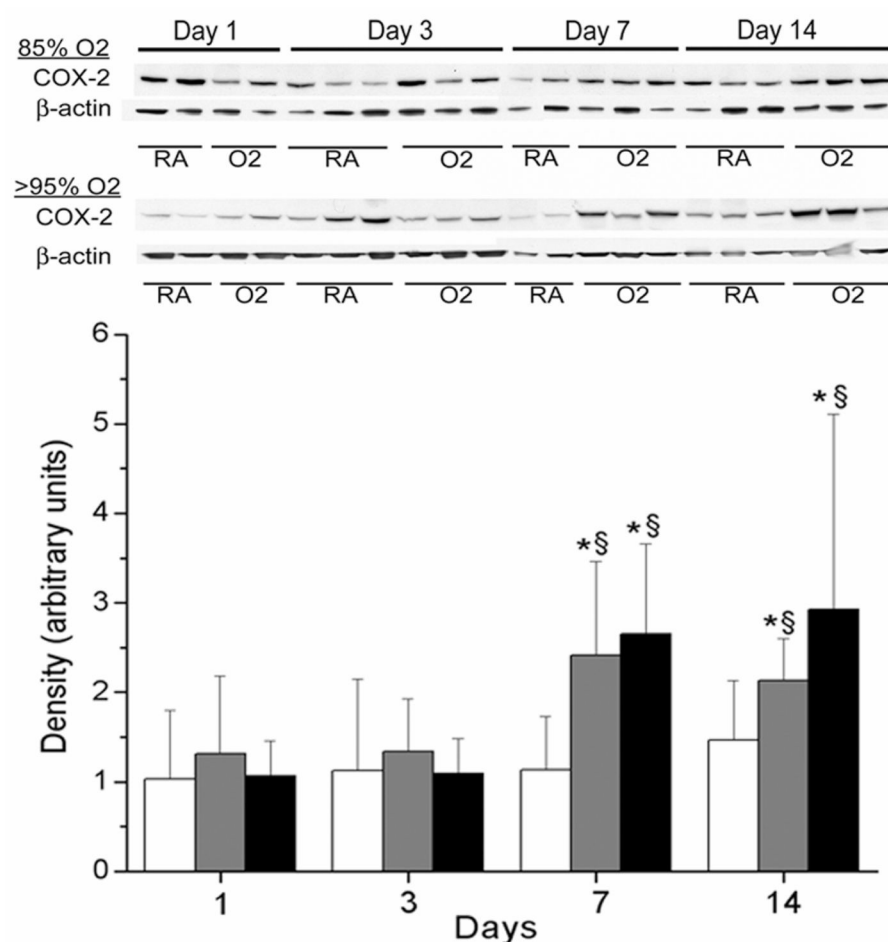 Day 1 Day 3 Day 7 Day 14
85% O2
COX-2
β-actin
RA O2 RA O2 RA O2 RA O2
>95% O2
COX-2
β-actin
RA O2 RA O2 RA O2 RA O2
6
5
4
3
2
1
0
Density (arbitrary units)
*§
*§
*§
*§
1 3 7 14
Days